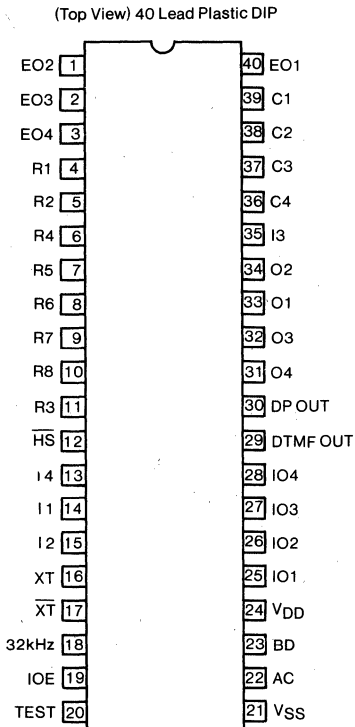 (Top View) 40 Lead Plastic DIP
EO2 1 40 EO1
EO3 2 39 C1
EO4 3 38 C2
R1 4 37 C3
R2 5 36 C4
R4 6 35 I3
R5 7 34 O2
R6 8 33 O1
R7 9 32 O3
R8 10 31 O4
R3 11 30 DP OUT
H̅S̅ 12 29 DTMF OUT
I4 13 28 IO4
I1 14 27 IO3
I2 15 26 IO2
XT 16 25 IO1
X̅T̅ 17 24 VDD
32kHz 18 23 BD
IOE 19 22 AC
TEST 20 21 VSS